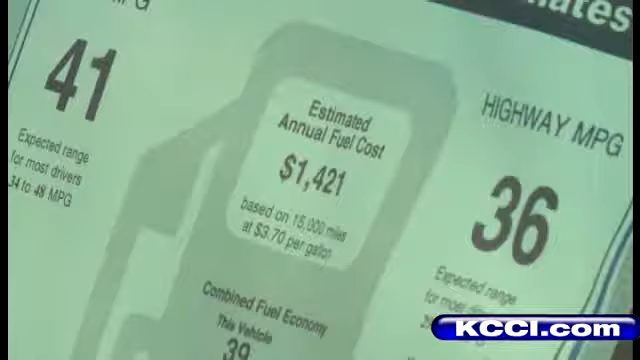 MPG
41
Expected range
for most drivers
34 to 48 MPG
Estimated
Annual Fuel Cost
$1,421
based on 15,000 miles
at $3.70 per gallon
Combined Fuel Economy
This Vehicle
39
HIGHWAY MPG
36
Expected range
for most
KCCI.com